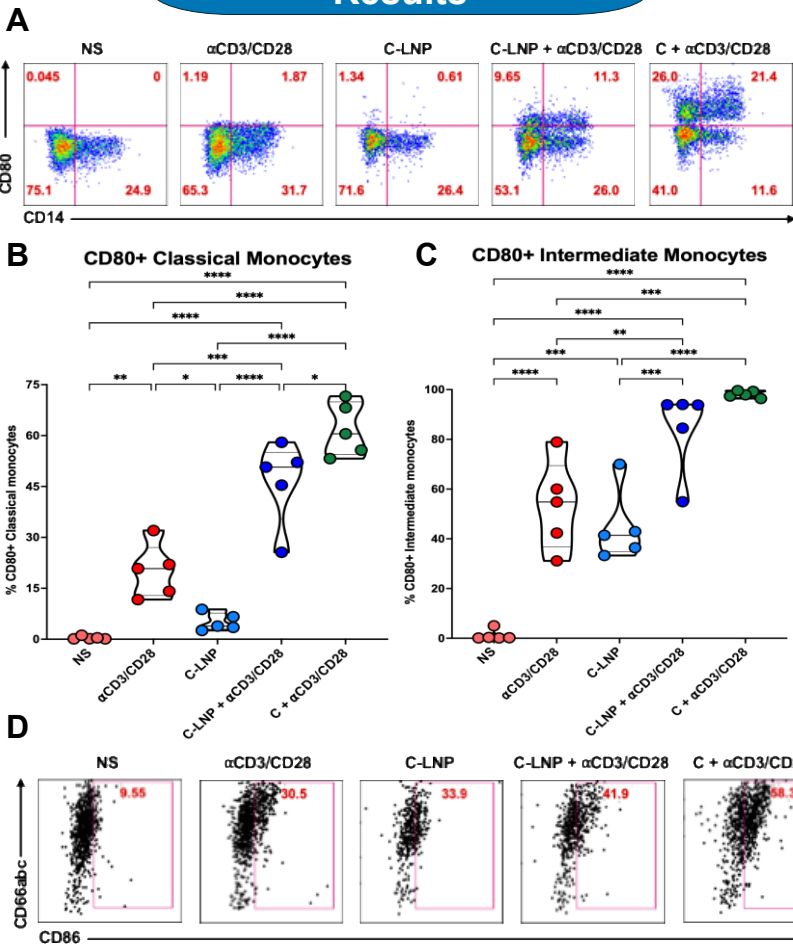 Results
A
NS αCD3/CD28 C-LNP C-LNP + αCD3/CD28 C + αCD3/CD28
0.045 0 1.19 1.87 1.34 0.61 9.65 11.3 26.0 21.4
CD80
75.1 24.9 65.3 31.7 71.6 26.4 53.1 26.0 41.0 11.6
CD14
B
CD80+ Classical Monocytes
****
****
****
****
***
** * **** *
% CD80+ Classical monocytes
75
60
45
30
15
0
NS αCD3/CD28 C-LNP C-LNP + αCD3/CD28 C + αCD3/CD28
C
CD80+ Intermediate Monocytes
****
***
****
**
*** ****
**** ***
% CD80+ Intermediate monocytes
100
80
60
40
20
0
NS αCD3/CD28 C-LNP C-LNP + αCD3/CD28 C + αCD3/CD28
D
NS αCD3/CD28 C-LNP C-LNP + αCD3/CD28 C + αCD3/CD2
9.55 30.5 33.9 41.9 58.3
CD66abc
CD86